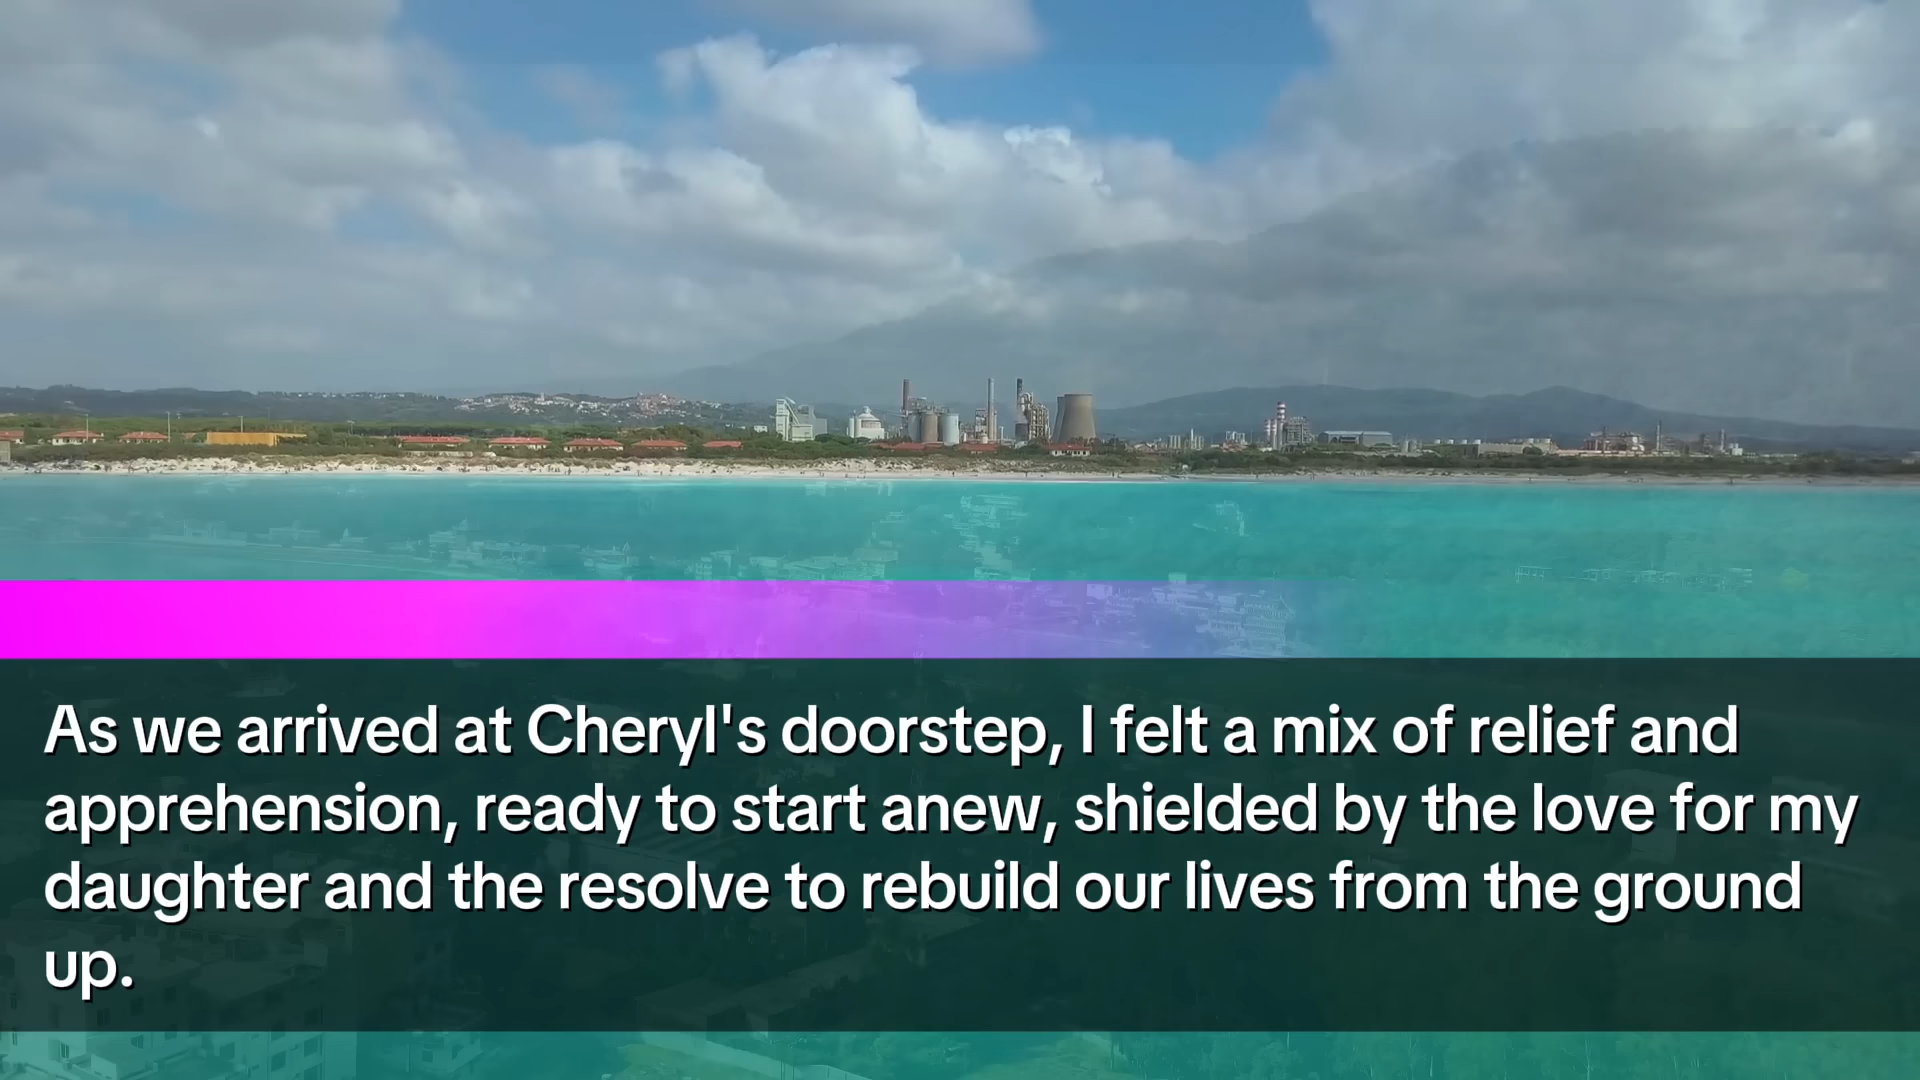 As we arrived at Cheryl's doorstep, I felt a mix of relief and
apprehension, ready to start anew, shielded by the love for my
daughter and the resolve to rebuild our lives from the ground
up.